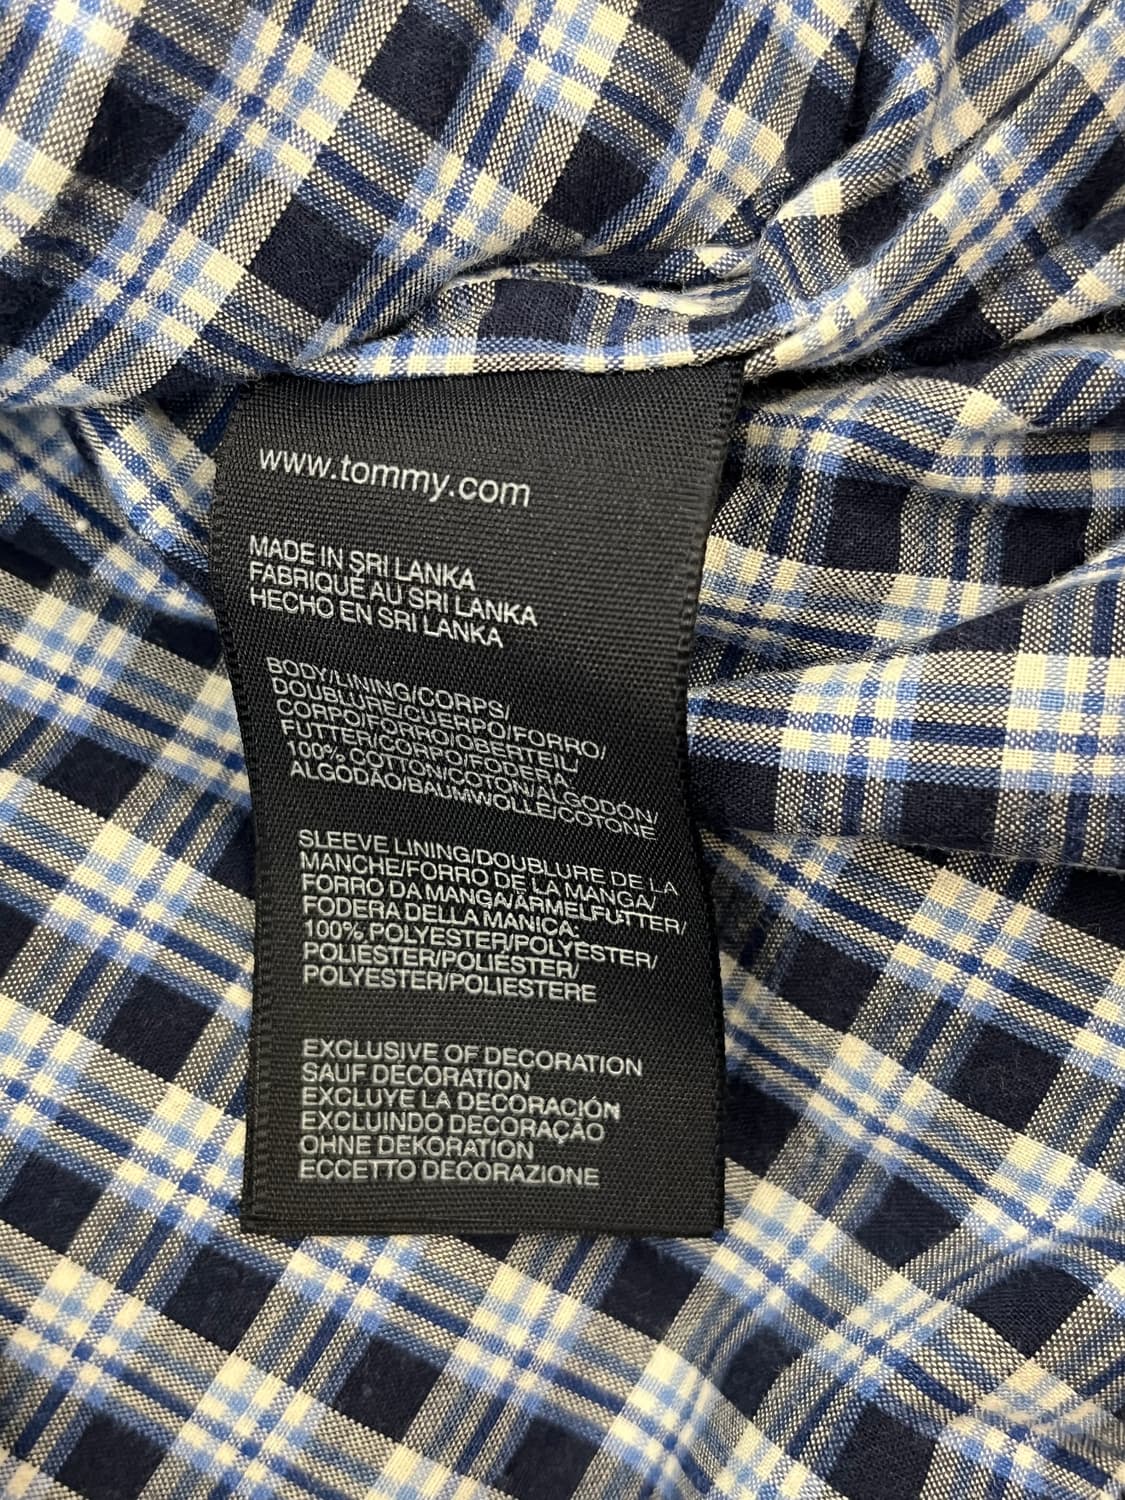 www.tommy.com
MADE IN SRI LANKA
FABRIQUÉ AU SRI LANKA
HECHO EN SRI LANKA
BODY/LINING/CORPS/
DOUBLURE/CUERPO/FORRO/
CORPO/FORRO/OBERTEIL/
FUTTER/CORPO/FODERA
100% COTTON/COTON/ALGODÓN/
ALGODÃO/BAUMWOLLE/COTONE
SLEEVE LINING/DOUBLURE DE LA
MANCHE/FORRO DE LA MANGA/
FORRO DA MANGA/ÄRMELFUTTER/
FODERA DELLA MANICA:
100% POLYESTER/POLYESTER/
POLIESTER/POLIÉSTER/
POLYESTER/POLIESTERE
EXCLUSIVE OF DECORATION
SAUF DÉCORATION
EXCLUYE LA DECORACIÓN
EXCLUINDO DECORAÇÃO
OHNE DEKORATION
ECCETTO DECORAZIONE